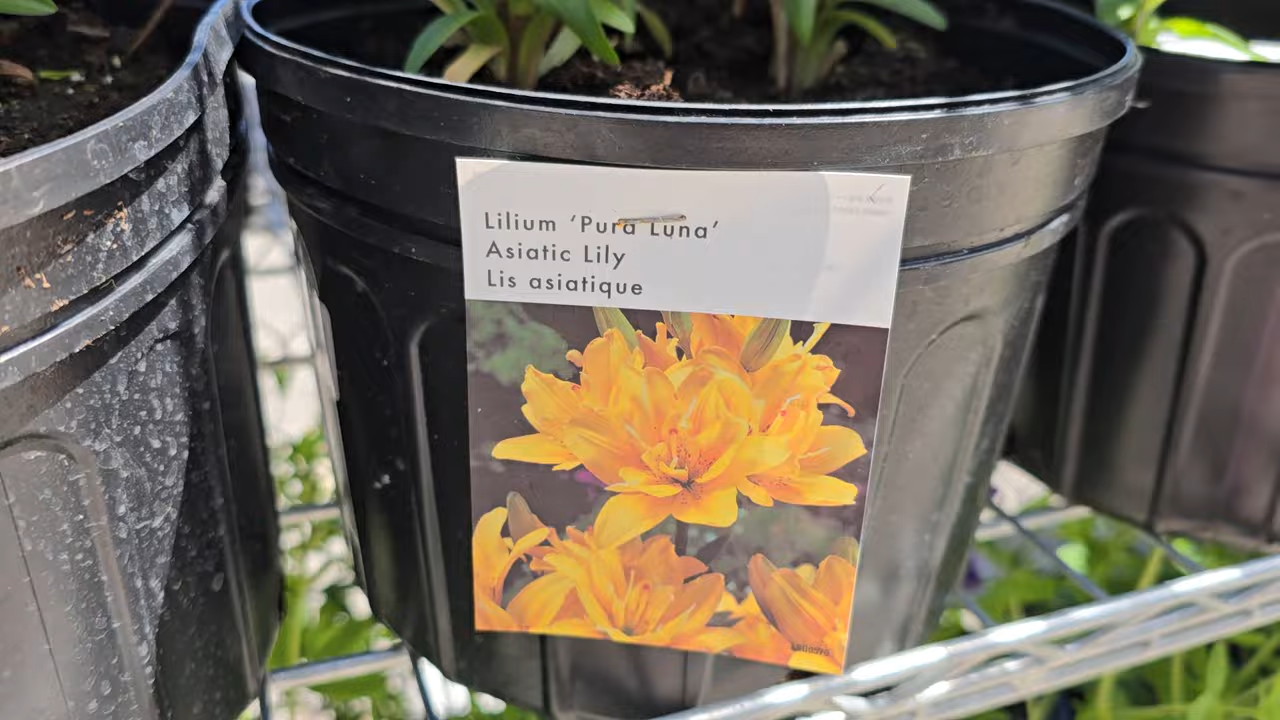 Lilium ‘Pura Luna’
Asiatic Lily
Lis asiatique